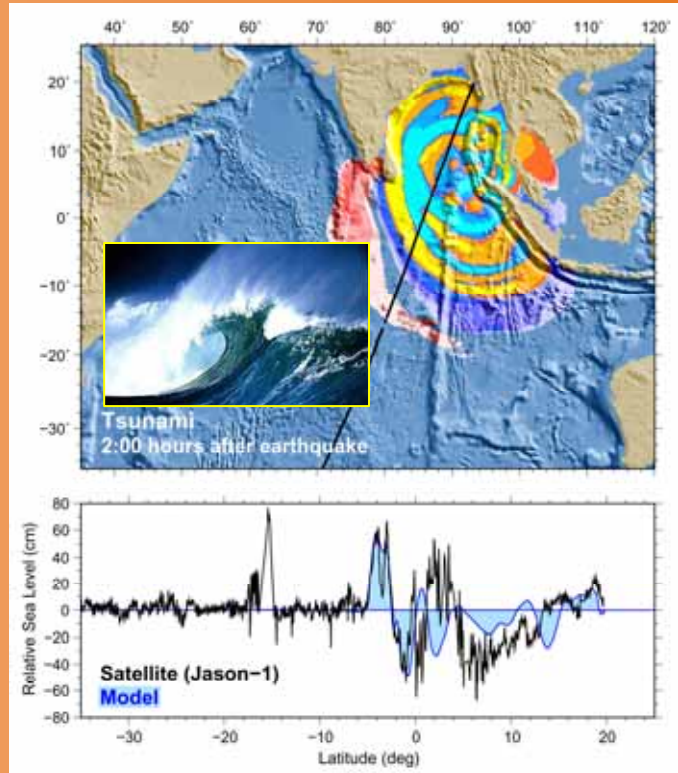 40˚ 50˚ 60˚ 70˚ 80˚ 90˚ 100˚ 110˚ 120˚
20˚
10˚
0˚
−10˚
−20˚
−30˚
Tsunami
2:00 hours after earthquake
80
60
40
20
0
−20
−40
−60
−80
Relative Sea Level (cm)
Satellite (Jason−1)
Model
−30 −20 −10 0 10 20
Latitude (deg)